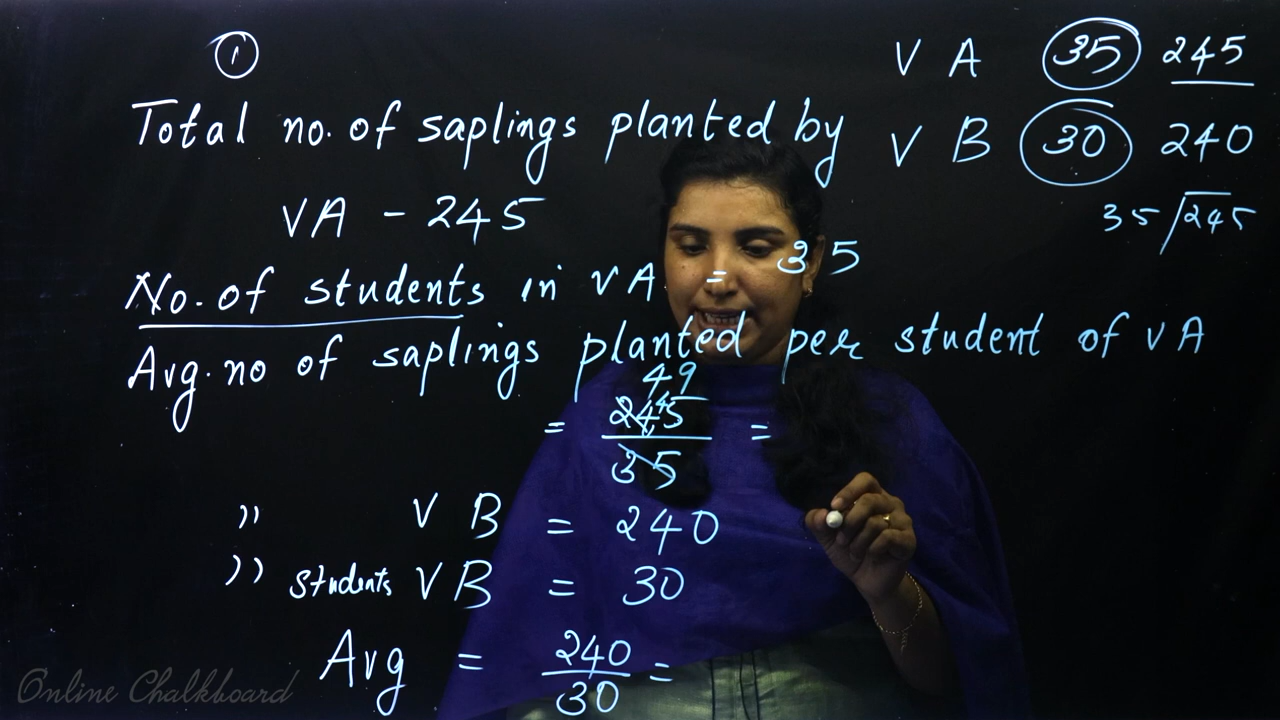 1
V A 35 245
Total no. of saplings planted by V B 30 240
VA - 245
35 245
No. of students in VA = 35
Avg. no of saplings planted per student of VA
49
= 245 =
35
" V B = 240
" students V B = 30
Avg = 240 =
30
Online Chalkboard